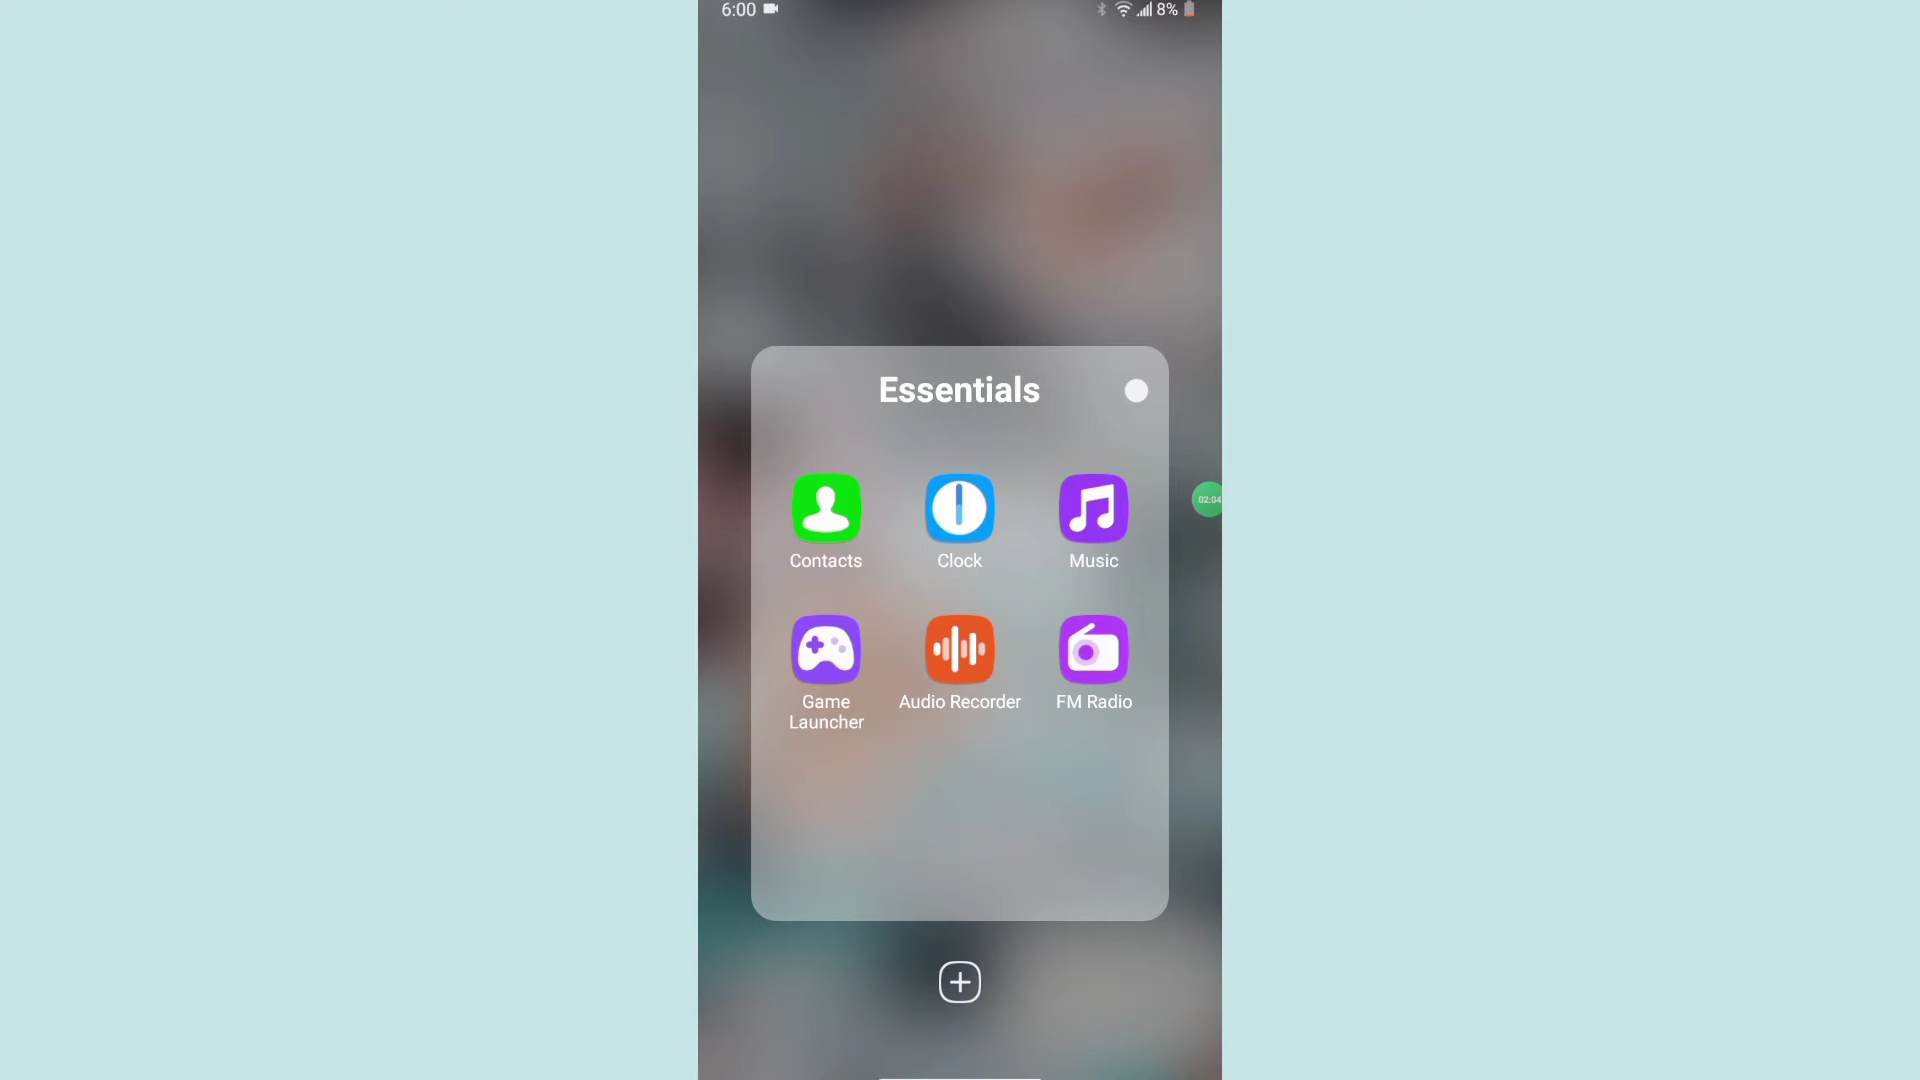 6:00 8%
Essentials
Contacts Clock Music
02:04
Game Launcher Audio Recorder FM Radio